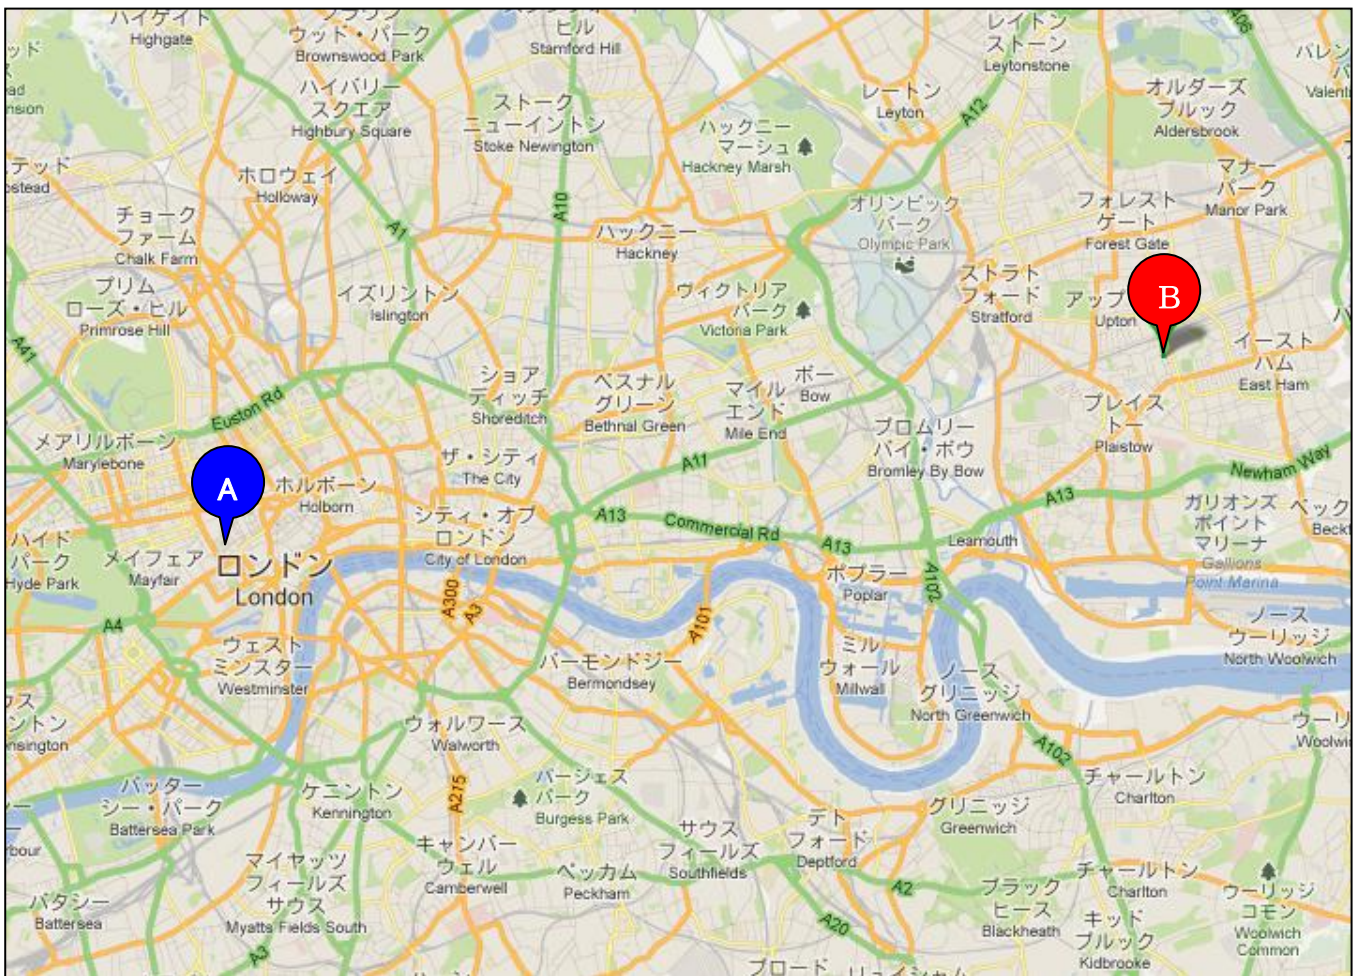 ハイゲイト
Highgate
ウッド・パーク
Brownswood Park
ヒル
Stamford Hill
レイトン
ストーン
Leytonstone
A06
ハイバリー
スクエア
Highbury Square
ストーク
ニューイントン
Stoke Newington
ハックニー
マーシュ
Hackney Marsh
レートン
Leyton
A12
オルダーズ
ブルック
Aldersbrook
ホロウェイ
Holloway
マナー
パーク
Manor Park
チョーク
ファーム
Chalk Farm
A1
A10
ハックニー
Hackney
オリンピック
パーク
Olympic Park
フォレスト
ゲート
Forest Gate
プリム
ローズ・ヒル
Primrose Hill
イズリントン
Islington
ヴィクトリア
パーク
Victoria Park
ストラト
フォード
Stratford
アップ
Upton
B
イースト
ハム
East Ham
A41
Euston Rd
ショア
ディッチ
Shoreditch
ベスナル
グリーン
Bethnal Green
マイル
エンド
Mile End
ボー
Bow
ブロムリー
バイ・ボウ
Bromley By Bow
プレイス
トー
Plaistow
メアリルボーン
Marylebone
A
ホルボーン
Holborn
ザ・シティ
The City
A11
Newham Way
A13
シティ・オブ
ロンドン
City of London
A13
Commercial Rd
A13
Leamouth
ガリオンズ
ポイント
マリーナ
Gallions
Point Marina
ハイド
パーク
Hyde Park
メイフェア
Mayfair
ロンドン
London
A300
A3
A101
ポプラー
Poplar
A102
ノース
ウーリッジ
North Woolwich
A4
ウェスト
ミンスター
Westminster
バーモンドジー
Bermondsey
ミル
ウォール
Millwall
ノース
グリニッジ
North Greenwich
ウォルワース
Walworth
A102
バッター
シー・パーク
Battersea Park
ケニントン
Kennington
A215
バージェス
パーク
Burgess Park
チャールトン
Charlton
グリニッジ
Greenwich
サウス
フィールズ
Southfields
デト
フォード
Deptford
マイヤッツ
フィールズ
サウス
Myatts Fields South
キャンバー
ウェル
Camberwell
ペッカム
Peckham
A2
ブラック
ヒース
Blackheath
チャールトン
Charlton
ウーリッジ
コモン
Woolwich
Common
バタシー
Battersea
A3
A20
キッド
ブルック
Kidbrooke
ブロード